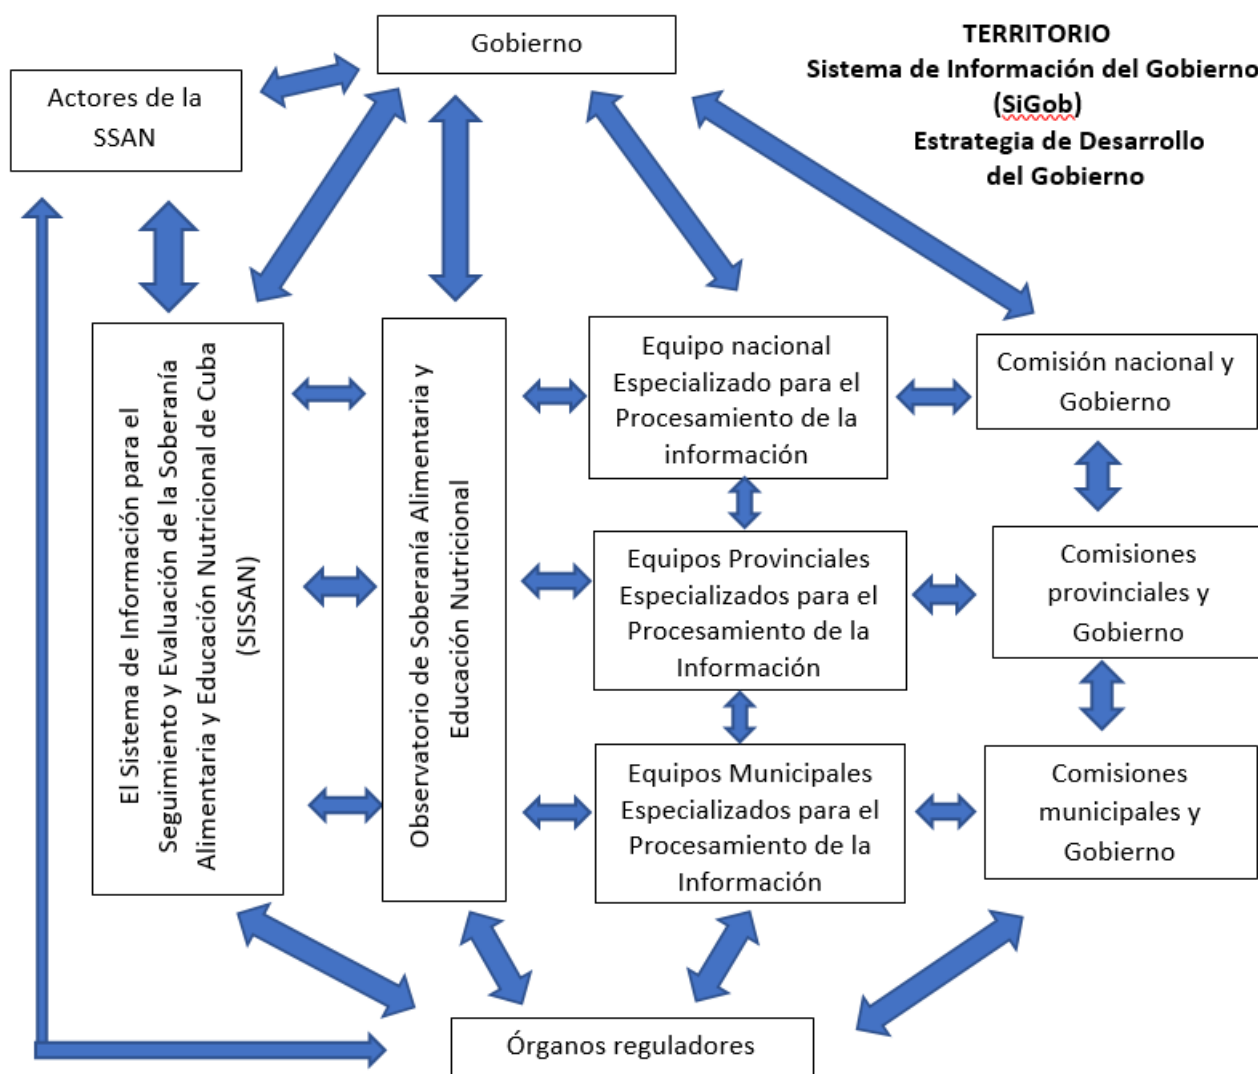 Gobierno
TERRITORIO
Sistema de Información del Gobierno
(SiGob)
Estrategia de Desarrollo
del Gobierno
Actores de la
SSAN
El Sistema de Información para el
Seguimiento y Evaluación de la Soberanía
Alimentaria y Educación Nutricional de Cuba
(SISSAN)
Observatorio de Soberanía Alimentaria y
Educación Nutricional
Equipo nacional
Especializado para el
Procesamiento de la
información
Comisión nacional y
Gobierno
Equipos Provinciales
Especializados para el
Procesamiento de la
Información
Comisiones
provinciales y
Gobierno
Equipos Municipales
Especializados para el
Procesamiento de la
Información
Comisiones
municipales y
Gobierno
Órganos reguladores